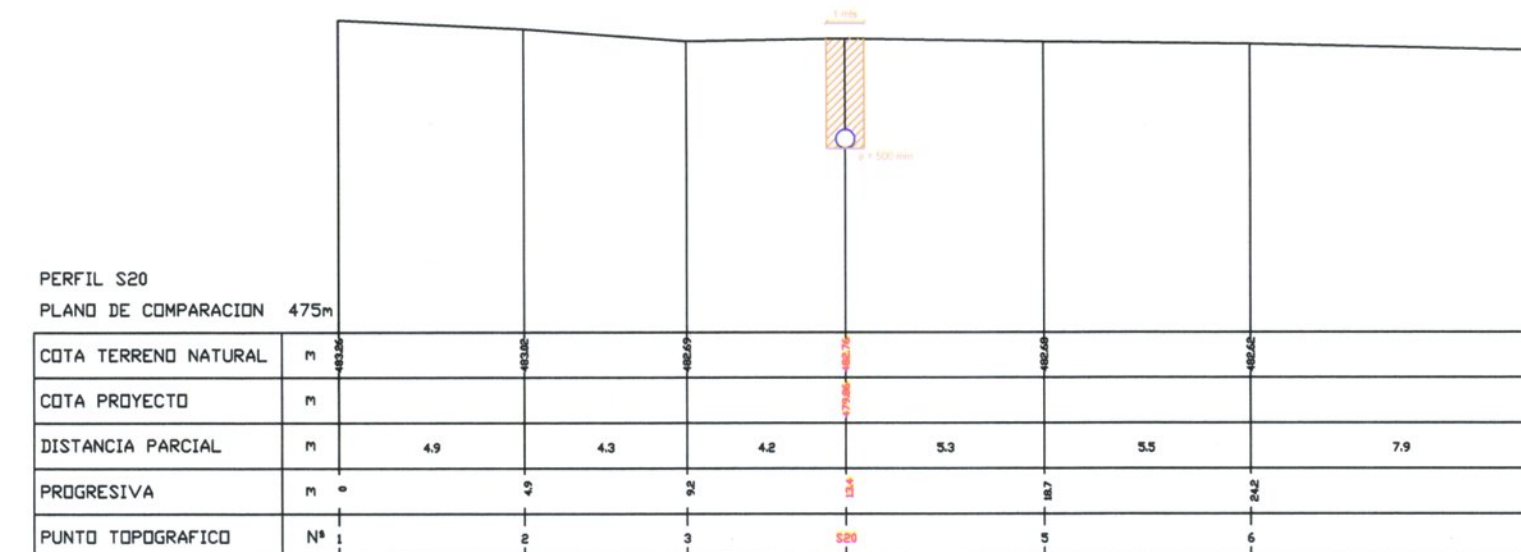 1 mts
ø = 500 mm
PERFIL S20
PLANO DE COMPARACION 475m
COTA TERRENO NATURAL m 483.26 483.02 482.69 482.76 482.68 482.62
COTA PROYECTO m 479.86
DISTANCIA PARCIAL m 4.9 4.3 4.2 5.3 5.5 7.9
PROGRESIVA m 0 4.9 9.2 13.4 18.7 24.2
PUNTO TOPOGRAFICO Nº 1 2 3 S20 5 6